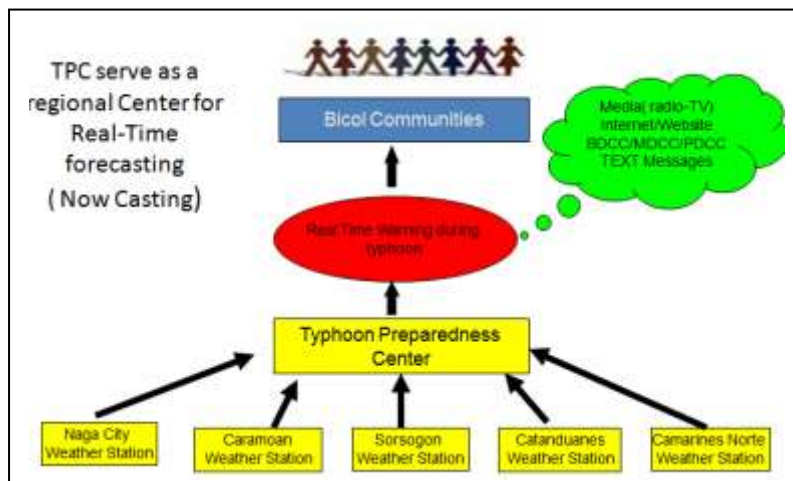 TPC serve as a
regional Center for
Real-Time
forecasting
( Now Casting)
Bicol Communities
Media( radio-TV)
Internet/Website
BDCC/MDCC/PDCC
TEXT Messages
Real Time Warning during
typhoon
Typhoon Preparedness
Center
Naga City
Weather Station
Caramoan
Weather Station
Sorsogon
Weather Station
Catanduanes
Weather Station
Camarines Norte
Weather Station